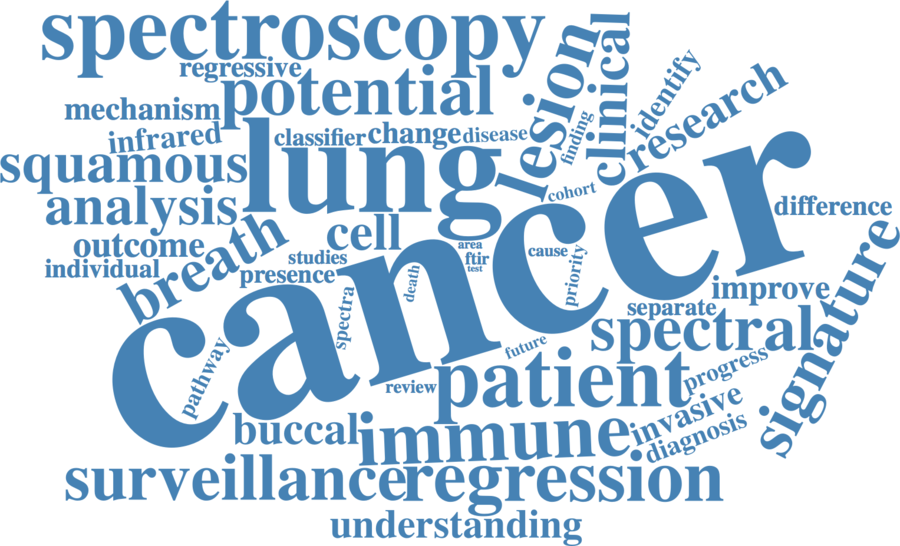 spectroscopy
regressive
potential
lesion
clinical
identify
research
mechanism
infrared
classifier
change
disease
finding
squamous
lung
cancer
cohort
analysis
difference
outcome
breath
cell
area
ftir
test
cause
priority
individual
studies
presence
death
spectra
improve
separate
signature
spectral
pathway
future
review
patient
progress
invasive
diagnosis
buccal
immune
surveillance
regression
understanding